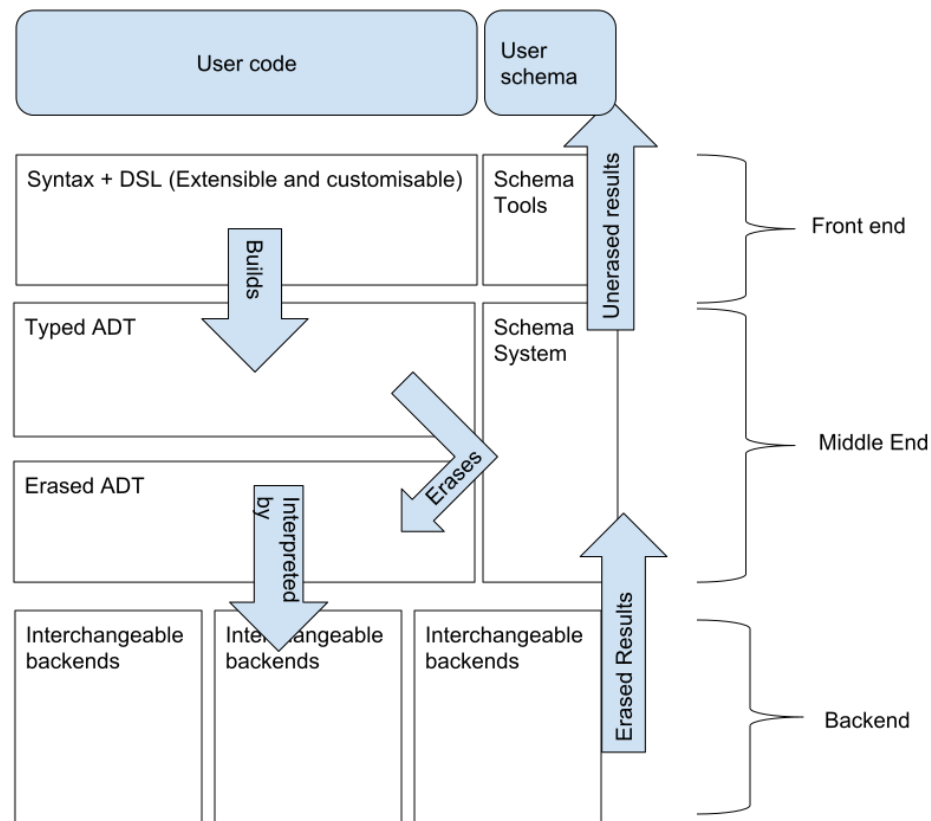 User code
User
schema
Syntax + DSL (Extensible and customisable)
Schema
Tools
Unerased results
Front end
Builds
Typed ADT
Schema
System
Middle End
Erases
Erased ADT
Interpreted
by
Interchangeable
backends
Interchangeable
backends
Interchangeable
backends
Erased Results
Backend